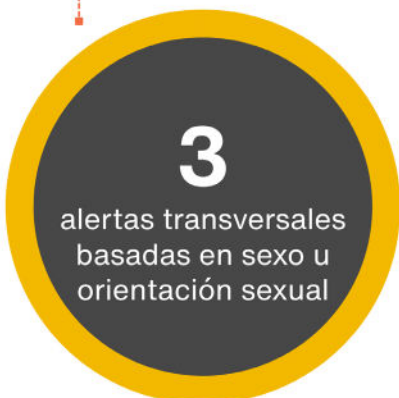 3
alertas transversales
basadas en sexo u
orientación sexual